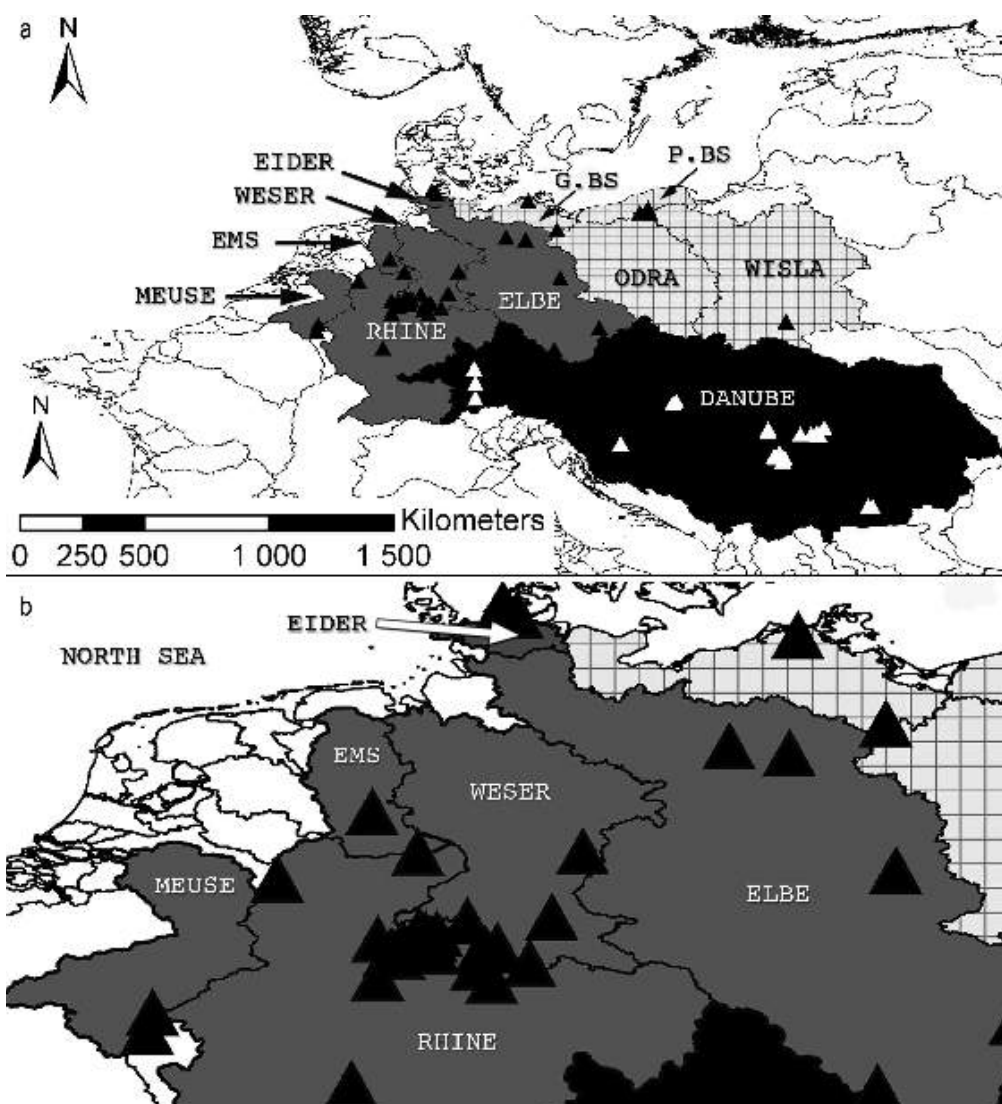 a
N
EIDER
P.BS
G.BS
WESER
EMS
ODRA
WISLA
MEUSE
ELBE
RHINE
DANUBE
N
Kilometers
0 250 500 1 000 1 500
b
EIDER
NORTH SEA
EMS
WESER
MEUSE
ELBE
RHINE